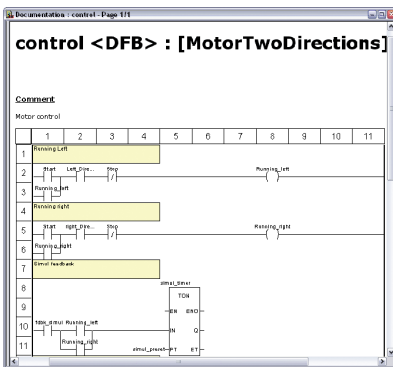 Documentation : control - Page 1/1
control <DFB> : [MotorTwoDirections]
Comment
Motor control
1 2 3 4 5 6 7 8 9 10 11
1 Running Left
2 Start Left_Dire... Stop Running_left
3 Running_left
4 Running right
5 Start right_Dire... Stop Running_right
6 Running_right
7 Simul feedback
8 simul_timer
TON
9 EN ENO
10 fdbk_simul Running_left IN Q
11 Running_right simul_preset PT ET